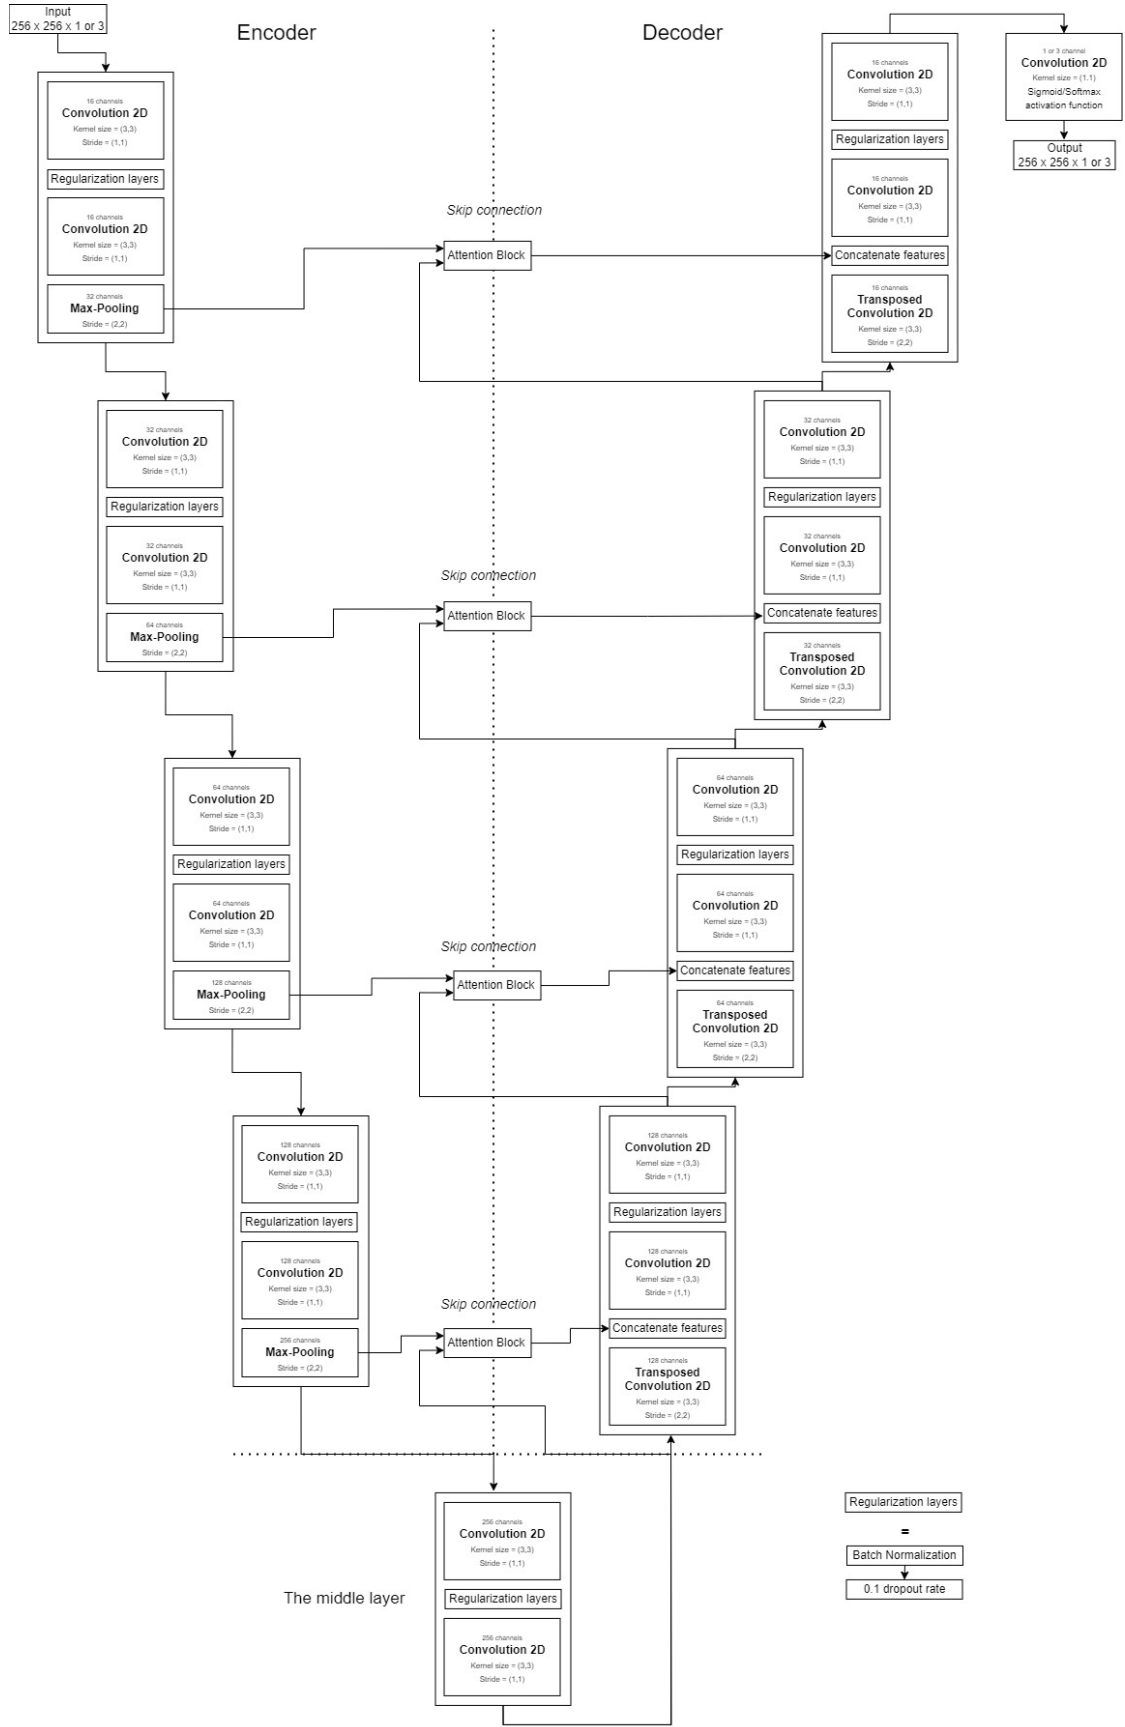 Input
256 x 256 x 1 or 3
Encoder
Decoder
16 channels
Convolution 2D
Kernel size = (3,3)
Stride = (1,1)
Regularization layers
16 channels
Convolution 2D
Kernel size = (3,3)
Stride = (1,1)
32 channels
Max-Pooling
Stride = (2,2)
32 channels
Convolution 2D
Kernel size = (3,3)
Stride = (1,1)
Regularization layers
32 channels
Convolution 2D
Kernel size = (3,3)
Stride = (1,1)
64 channels
Max-Pooling
Stride = (2,2)
64 channels
Convolution 2D
Kernel size = (3,3)
Stride = (1,1)
Regularization layers
64 channels
Convolution 2D
Kernel size = (3,3)
Stride = (1,1)
128 channels
Max-Pooling
Stride = (2,2)
128 channels
Convolution 2D
Kernel size = (3,3)
Stride = (1,1)
Regularization layers
128 channels
Convolution 2D
Kernel size = (3,3)
Stride = (1,1)
256 channels
Max-Pooling
Stride = (2,2)
Skip connection
Attention Block
Skip connection
Attention Block
Skip connection
Attention Block
Skip connection
Attention Block
The middle layer
256 channels
Convolution 2D
Kernel size = (3,3)
Stride = (1,1)
Regularization layers
256 channels
Convolution 2D
Kernel size = (3,3)
Stride = (1,1)
16 channels
Convolution 2D
Kernel size = (3,3)
Stride = (1,1)
Regularization layers
16 channels
Convolution 2D
Kernel size = (3,3)
Stride = (1,1)
Concatenate features
16 channels
Transposed
Convolution 2D
Kernel size = (3,3)
Stride = (2,2)
32 channels
Convolution 2D
Kernel size = (3,3)
Stride = (1,1)
Regularization layers
32 channels
Convolution 2D
Kernel size = (3,3)
Stride = (1,1)
Concatenate features
32 channels
Transposed
Convolution 2D
Kernel size = (3,3)
Stride = (2,2)
64 channels
Convolution 2D
Kernel size = (3,3)
Stride = (1,1)
Regularization layers
64 channels
Convolution 2D
Kernel size = (3,3)
Stride = (1,1)
Concatenate features
64 channels
Transposed
Convolution 2D
Kernel size = (3,3)
Stride = (2,2)
128 channels
Convolution 2D
Kernel size = (3,3)
Stride = (1,1)
Regularization layers
128 channels
Convolution 2D
Kernel size = (3,3)
Stride = (1,1)
Concatenate features
128 channels
Transposed
Convolution 2D
Kernel size = (3,3)
Stride = (2,2)
1 or 3 channel
Convolution 2D
Kernel size = (1.1)
Sigmoid/Softmax
activation function
Output
256 x 256 x 1 or 3
Regularization layers
=
Batch Normalization
0.1 dropout rate